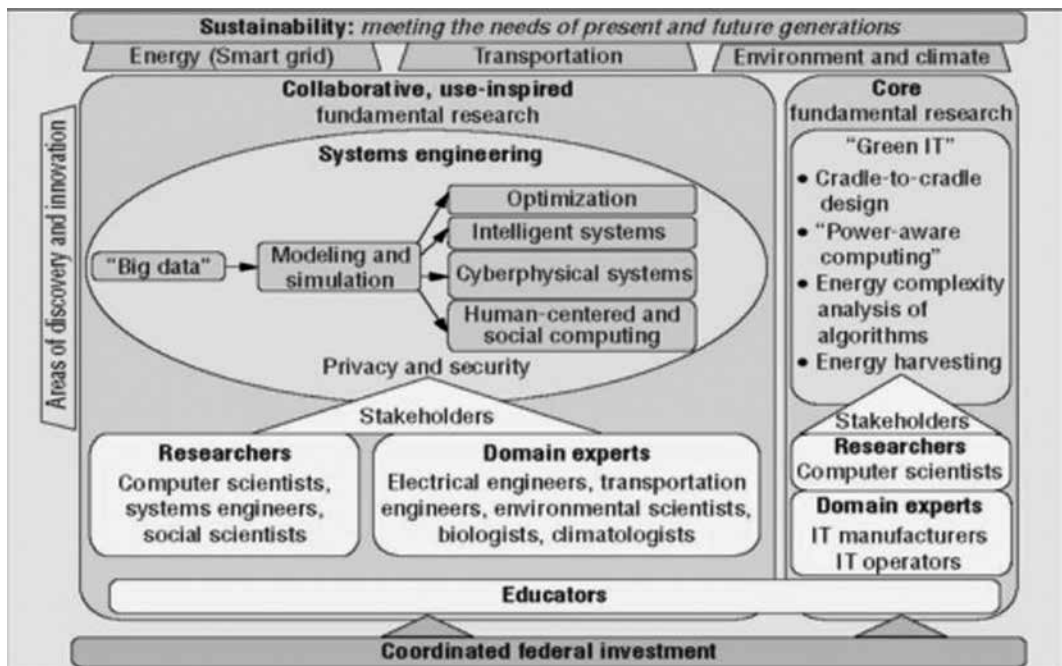 Sustainability: meeting the needs of present and future generations
Energy (Smart grid)
Transportation
Environment and climate
Areas of discovery and innovation
Collaborative, use-inspired
fundamental research
Systems engineering
"Big data"
Modeling and
simulation
Optimization
Intelligent systems
Cyberphysical systems
Human-centered and
social computing
Privacy and security
Stakeholders
Researchers
Computer scientists,
systems engineers,
social scientists
Domain experts
Electrical engineers, transportation
engineers, environmental scientists,
biologists, climatologists
Core
fundamental research
"Green IT"
• Cradle-to-cradle
design
• "Power-aware
computing"
• Energy complexity
analysis of
algorithms
• Energy harvesting
Stakeholders
Researchers
Computer scientists
Domain experts
IT manufacturers
IT operators
Educators
Coordinated federal investment